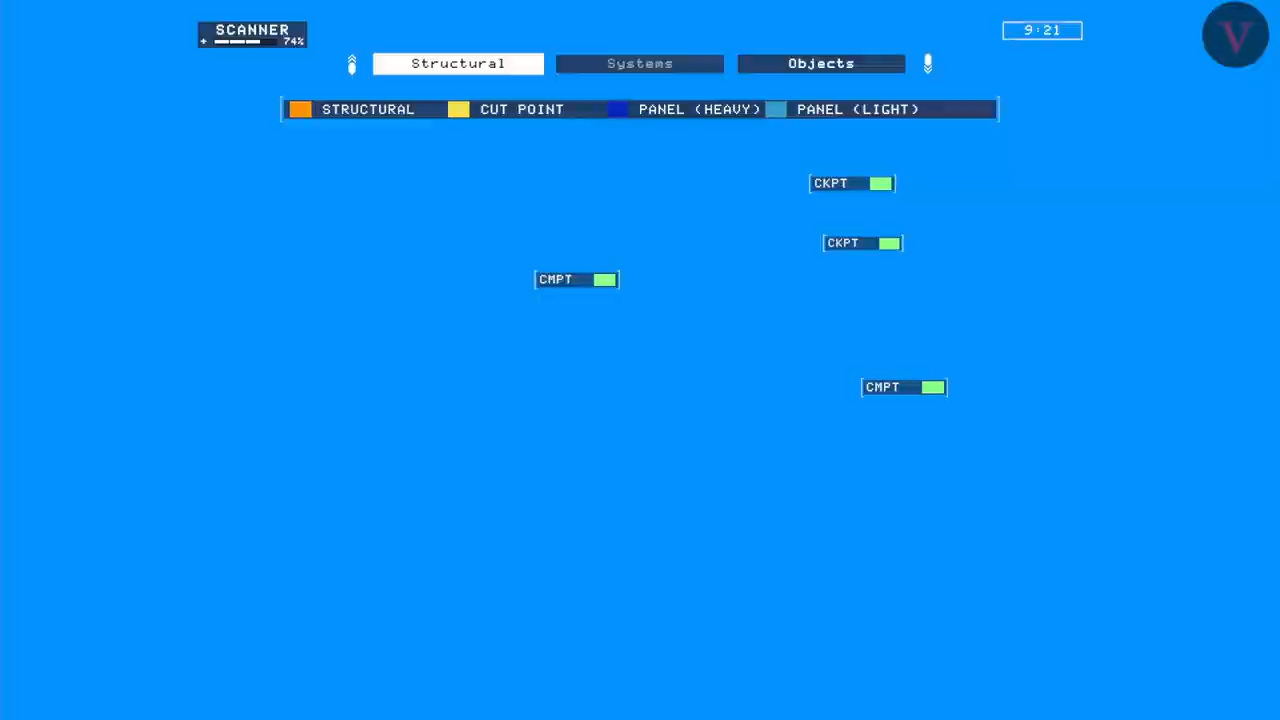 SCANNER
+ 74%
9:21
V
Structural
Systems
Objects
STRUCTURAL
CUT POINT
PANEL (HEAVY)
PANEL (LIGHT)
CKPT
CKPT
CMPT
CMPT